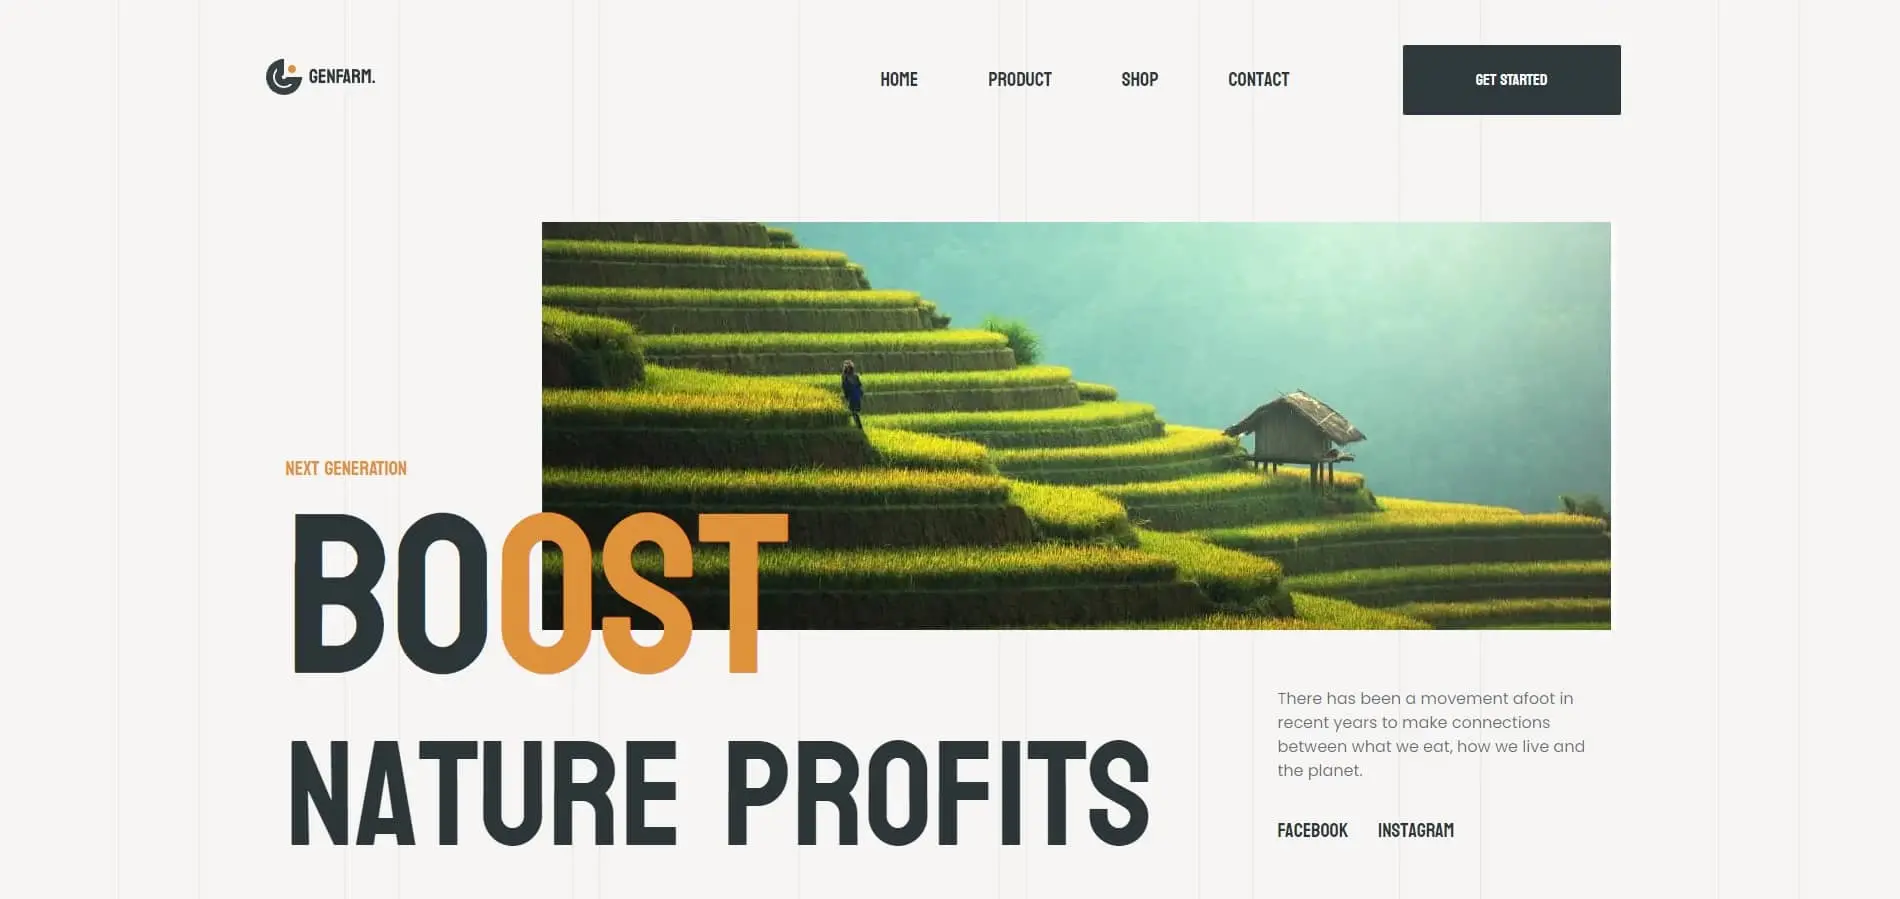 GENFARM.
HOME
PRODUCT
SHOP
CONTACT
GET STARTED
NEXT GENERATION
BOOST
NATURE PROFITS
There has been a movement afoot in
recent years to make connections
between what we eat, how we live and
the planet.
FACEBOOK
INSTAGRAM